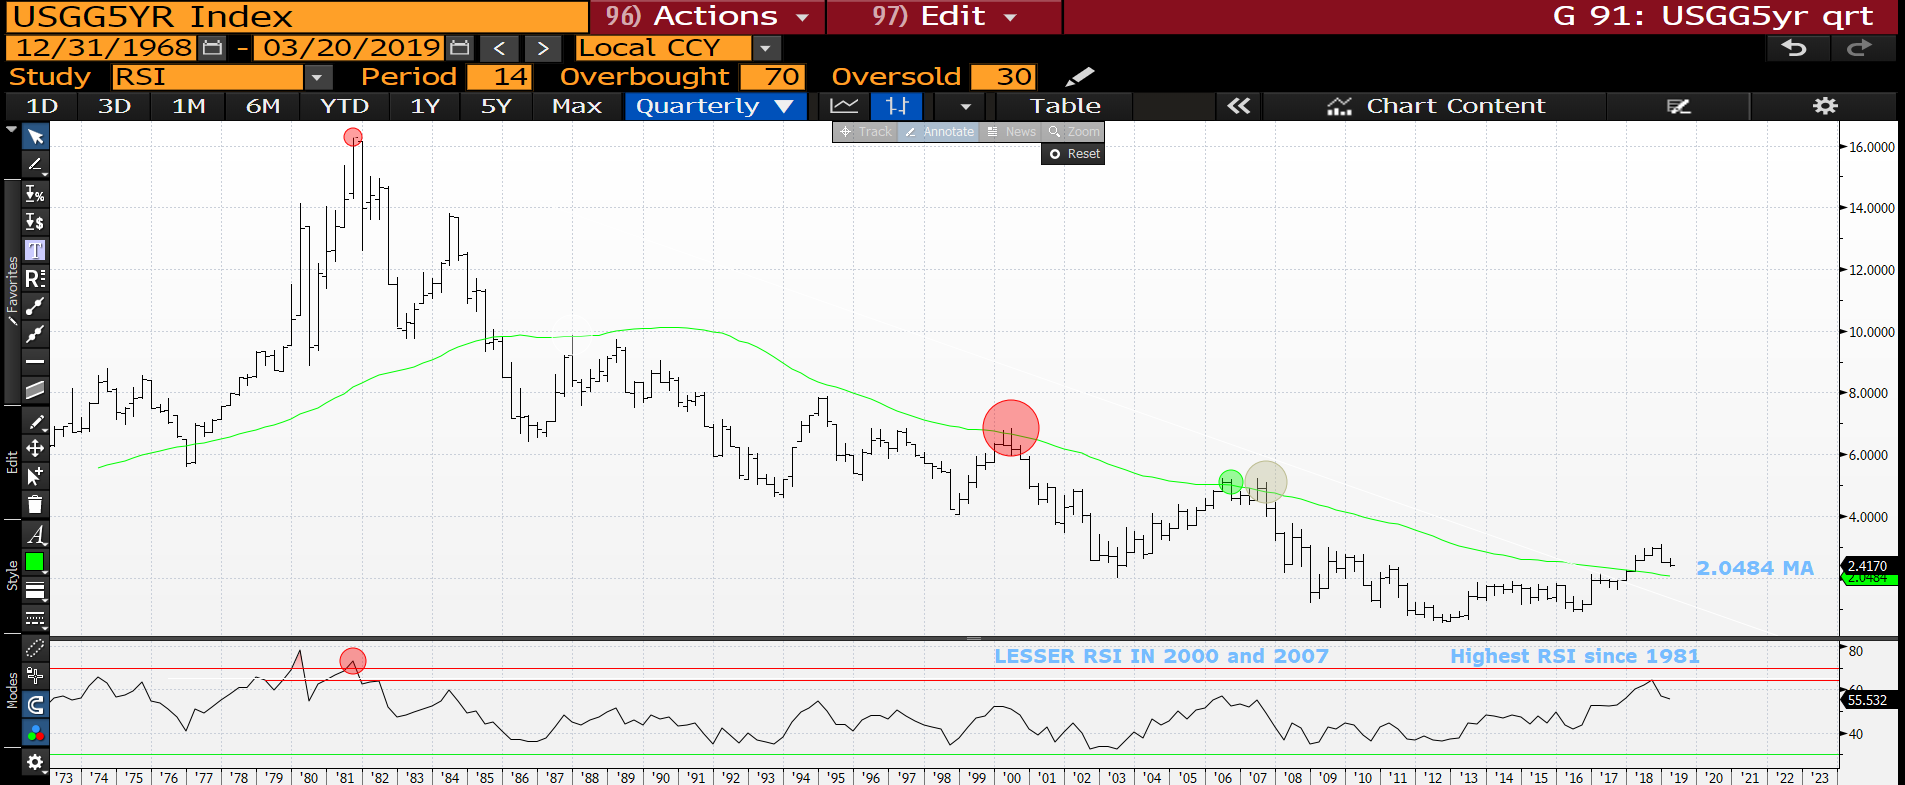 USGG5YR Index 96) Actions 97) Edit G 91: USGG5yr qrt
12/31/1968 - 03/20/2019 < > Local CCY
Study RSI Period 14 Overbought 70 Oversold 30
1D 3D 1M 6M YTD 1Y 5Y Max Quarterly Table Chart Content
Track Annotate News Zoom
Reset
Favorites
Edit
Style
Modes
%
$
T
R
A
16.0000
14.0000
12.0000
10.0000
8.0000
6.0000
4.0000
2.4170
2.0484
2.0484 MA
LESSER RSI IN 2000 and 2007 Highest RSI since 1981
80
60
55.532
40
'73 '74 '75 '76 '77 '78 '79 '80 '81 '82 '83 '84 '85 '86 '87 '88 '89 '90 '91 '92 '93 '94 '95 '96 '97 '98 '99 '00 '01 '02 '03 '04 '05 '06 '07 '08 '09 '10 '11 '12 '13 '14 '15 '16 '17 '18 '19 '20 '21 '22 '23